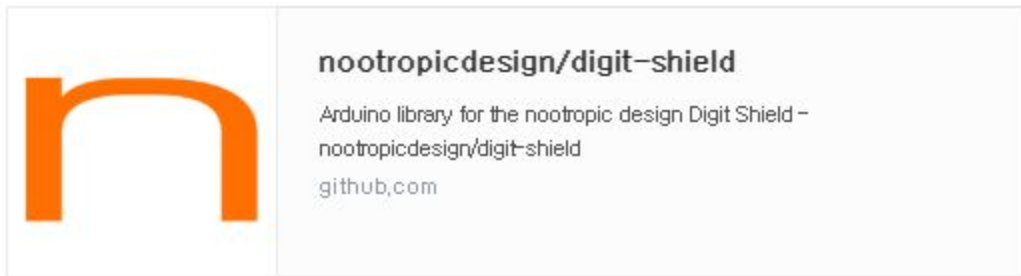 n
nootropicdesign/digit-shield
Arduino library for the nootropic design Digit Shield -
nootropicdesign/digit-shield
github.com